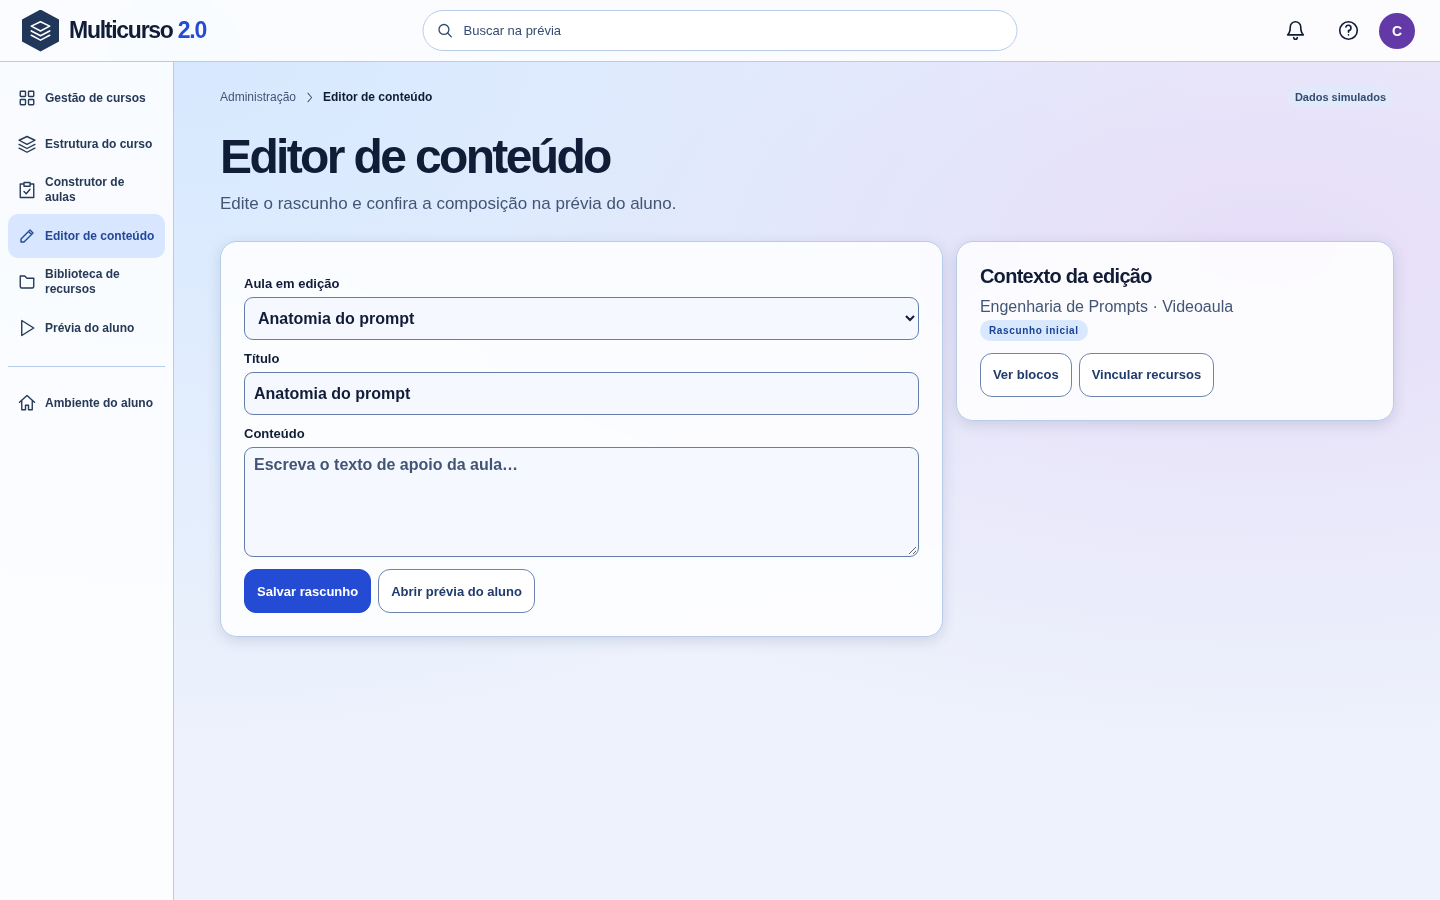 Multicurso 2.0
Buscar na prévia
C
Gestão de cursos
Estrutura do curso
Construtor de
aulas
Editor de conteúdo
Biblioteca de
recursos
Prévia do aluno
Ambiente do aluno
Administração
Editor de conteúdo
Dados simulados
Editor de conteúdo
Edite o rascunho e confira a composição na prévia do aluno.
Aula em edição
Anatomia do prompt
Título
Anatomia do prompt
Conteúdo
Escreva o texto de apoio da aula…
Salvar rascunho
Abrir prévia do aluno
Contexto da edição
Engenharia de Prompts · Videoaula
Rascunho inicial
Ver blocos
Vincular recursos